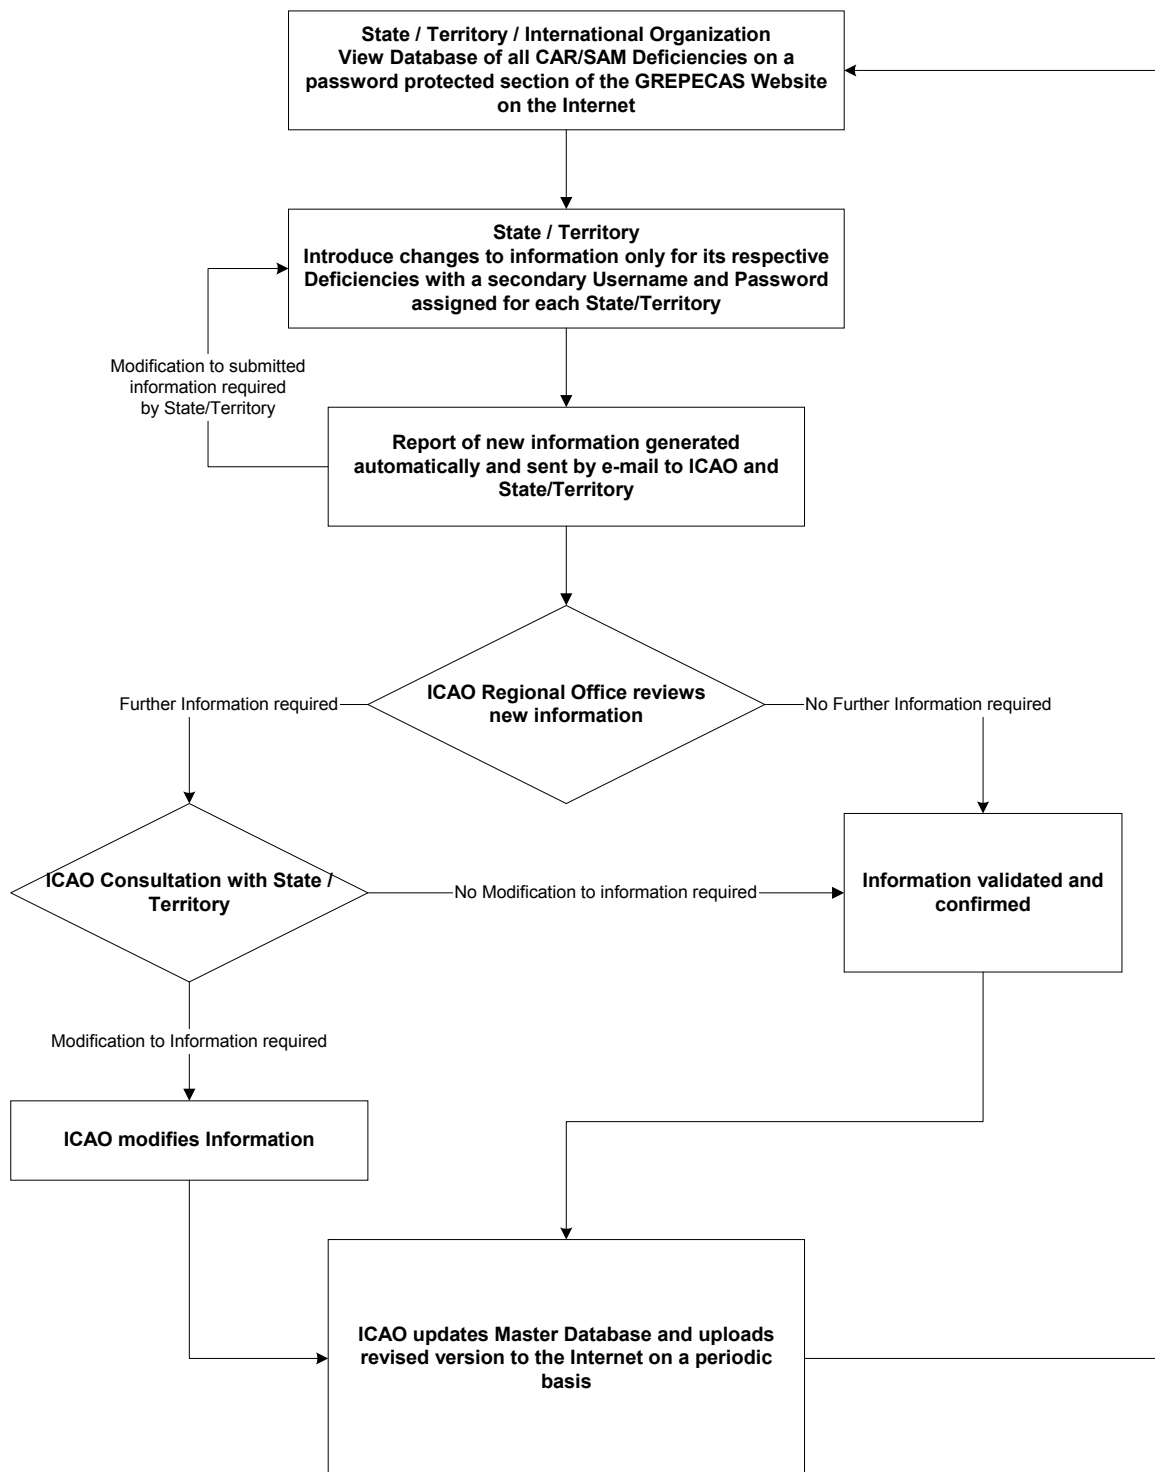 State / Territory / International Organization
View Database of all CAR/SAM Deficiencies on a
password protected section of the GREPECAS Website
on the Internet
State / Territory
Introduce changes to information only for its respective
Deficiencies with a secondary Username and Password
assigned for each State/Territory
Modification to submitted
information required
by State/Territory
Report of new information generated
automatically and sent by e-mail to ICAO and
State/Territory
ICAO Regional Office reviews
new information
Further Information required
No Further Information required
ICAO Consultation with State /
Territory
No Modification to information required
Information validated and
confirmed
Modification to Information required
ICAO modifies Information
ICAO updates Master Database and uploads
revised version to the Internet on a periodic
basis